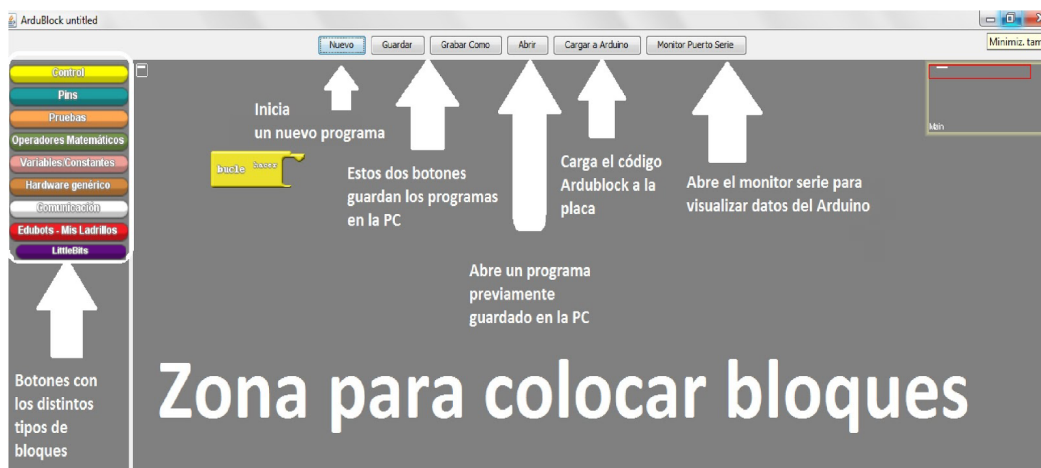 ArduBlock untitled
Nuevo
Guardar
Grabar Como
Abrir
Cargar a Arduino
Monitor Puerto Serie
Minimiz. tam
Control
Pins
Pruebas
Operadores Matemáticos
Variables/Constantes
Hardware genérico
Comunicación
Edubots - Mis Ladrillos
LittleBits
Main
Inicia
un nuevo programa
bucle
Estos dos botones
guardan los programas
en la PC
Carga el código
Ardublock a la
placa
Abre el monitor serie para
visualizar datos del Arduino
Abre un programa
previamente
guardado en la PC
Botones con
los distintos
tipos de
bloques
Zona para colocar bloques